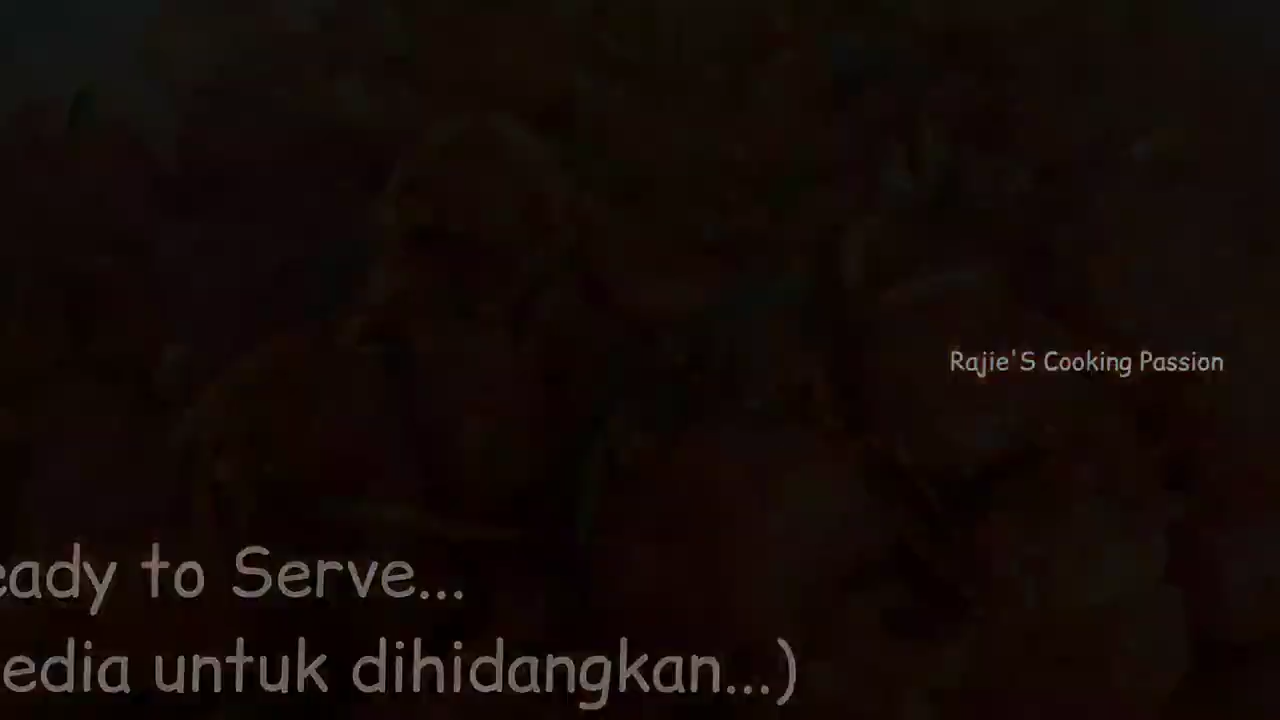 Rajie'S Cooking Passion
eady to Serve...
edia untuk dihidangkan...)